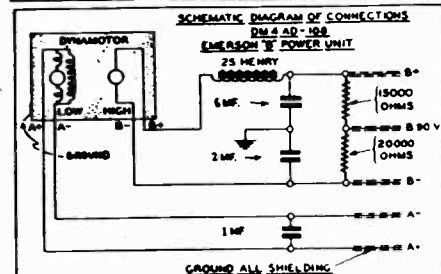 SCHEMATIC DIAGRAM OF CONNECTIONS
DM 4 AD-108
EMERSON "B" POWER UNIT
DYNAMOTOR
25 HENRY
B+
6 MF.
15000
OHMS
LOW HIGH
A+ A- B- B+
GROUND
B 90 V
2 MF.
20000
OHMS
B-
A-
1 MF
A+
GROUND ALL SHIELDING